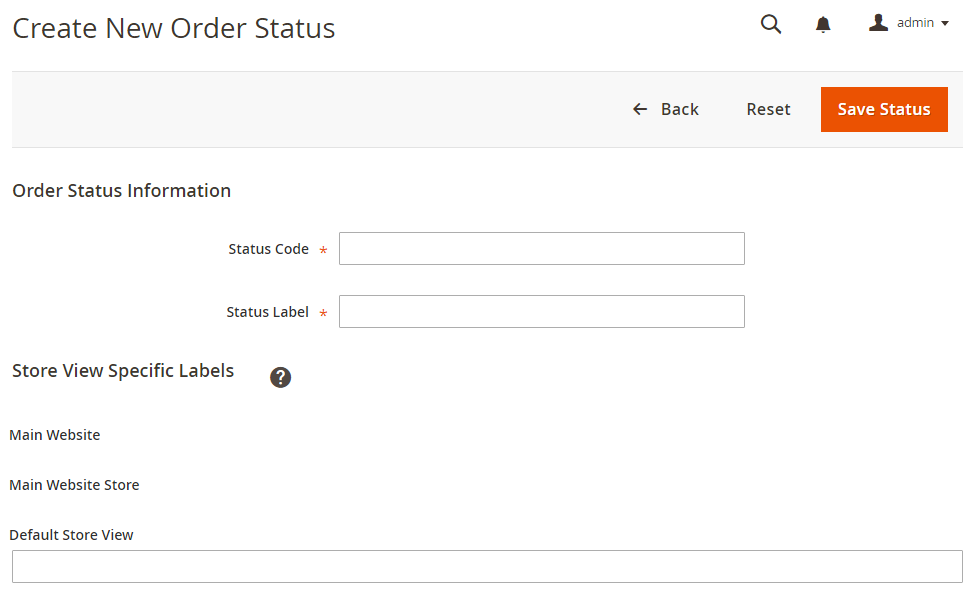 Create New Order Status
admin
Back
Reset
Save Status
Order Status Information
Status Code *
Status Label *
Store View Specific Labels ?
Main Website
Main Website Store
Default Store View